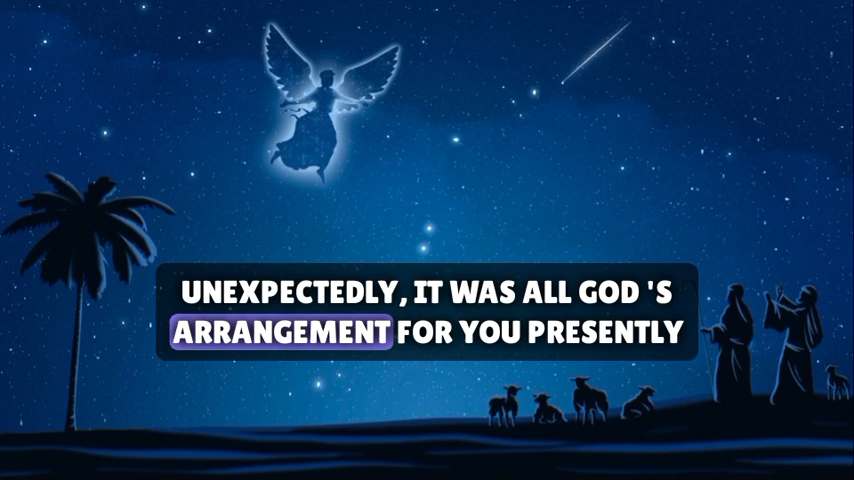 UNEXPECTEDLY, IT WAS ALL GOD 'S
ARRANGEMENT FOR YOU PRESENTLY